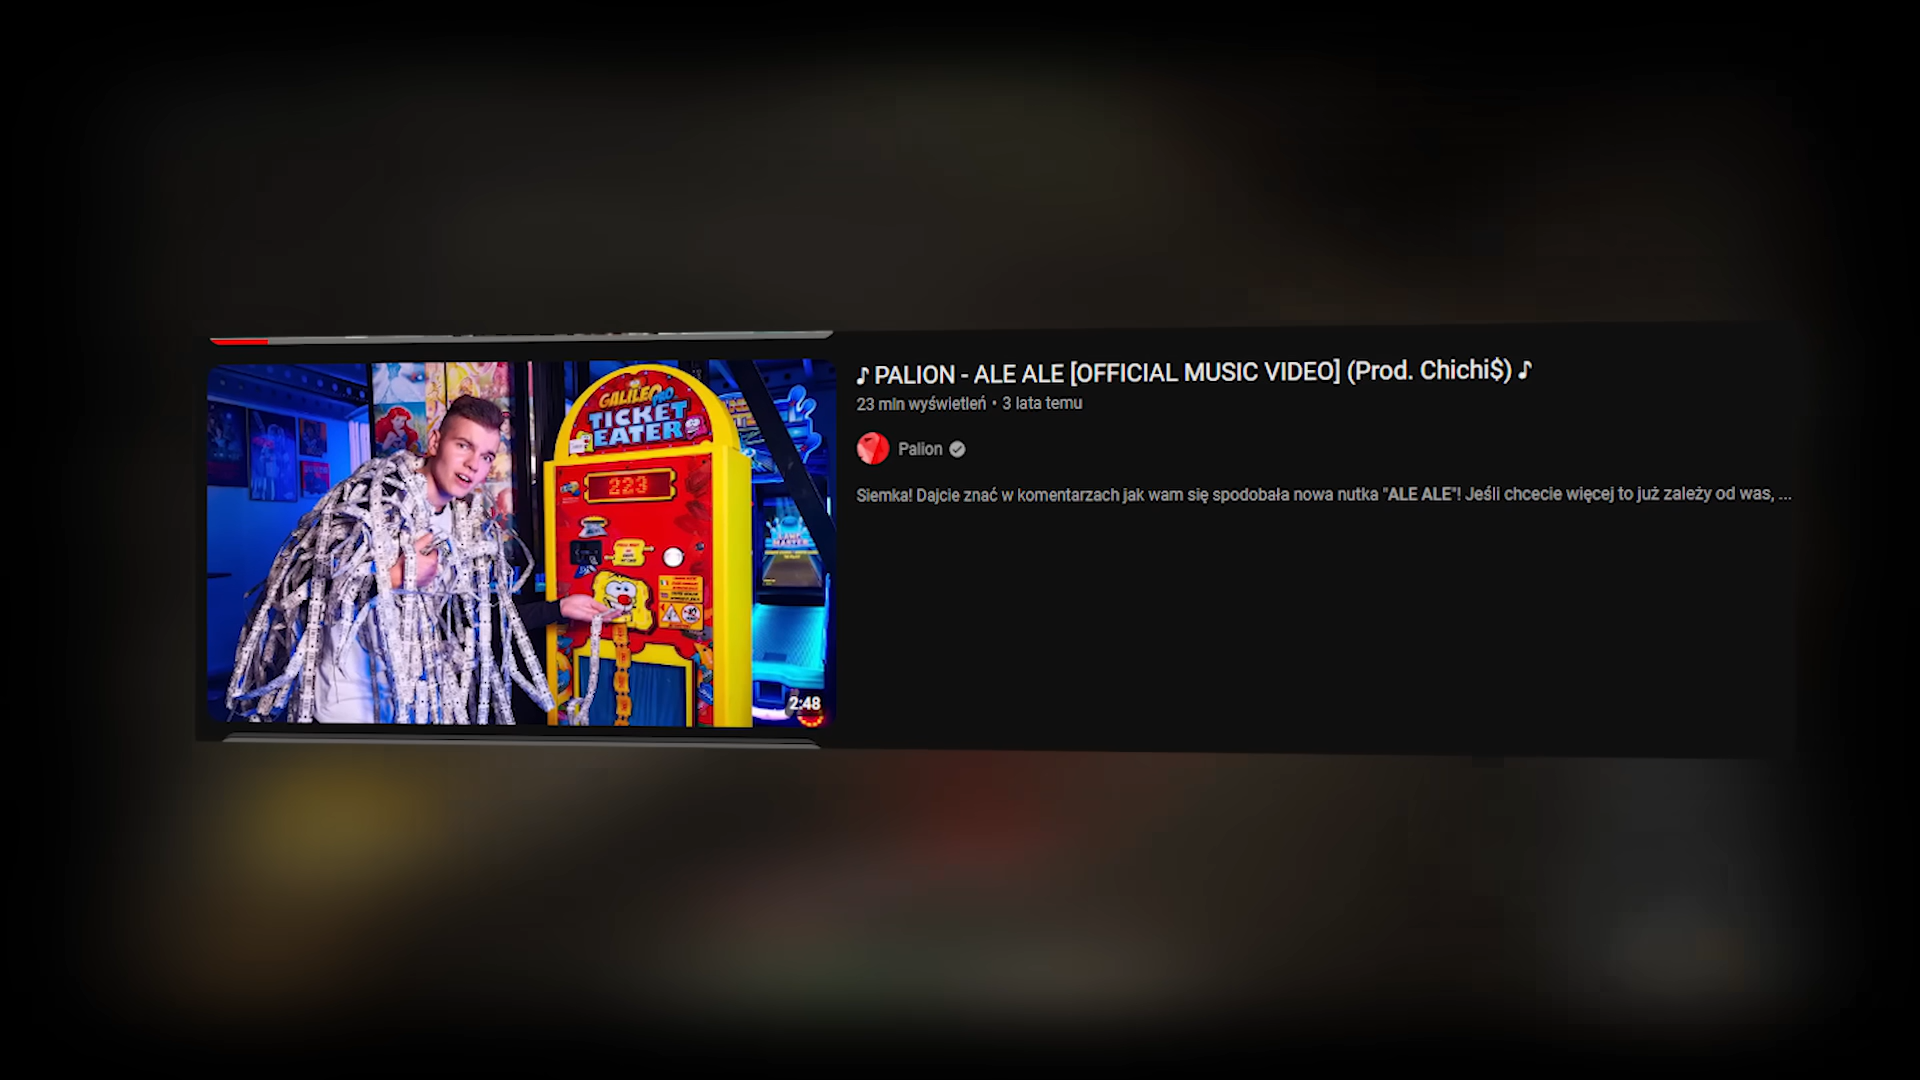 ♪ PALION - ALE ALE [OFFICIAL MUSIC VIDEO] (Prod. Chichi$) ♪
23 mln wyświetleń • 3 lata temu
Palion
Siemka! Dajcie znać w komentarzach jak wam się spodobała nowa nutka "ALE ALE"! Jeśli chcecie więcej to już zależy od was, ...
GALILEO PRO
TICKET
EATER
223
2:48